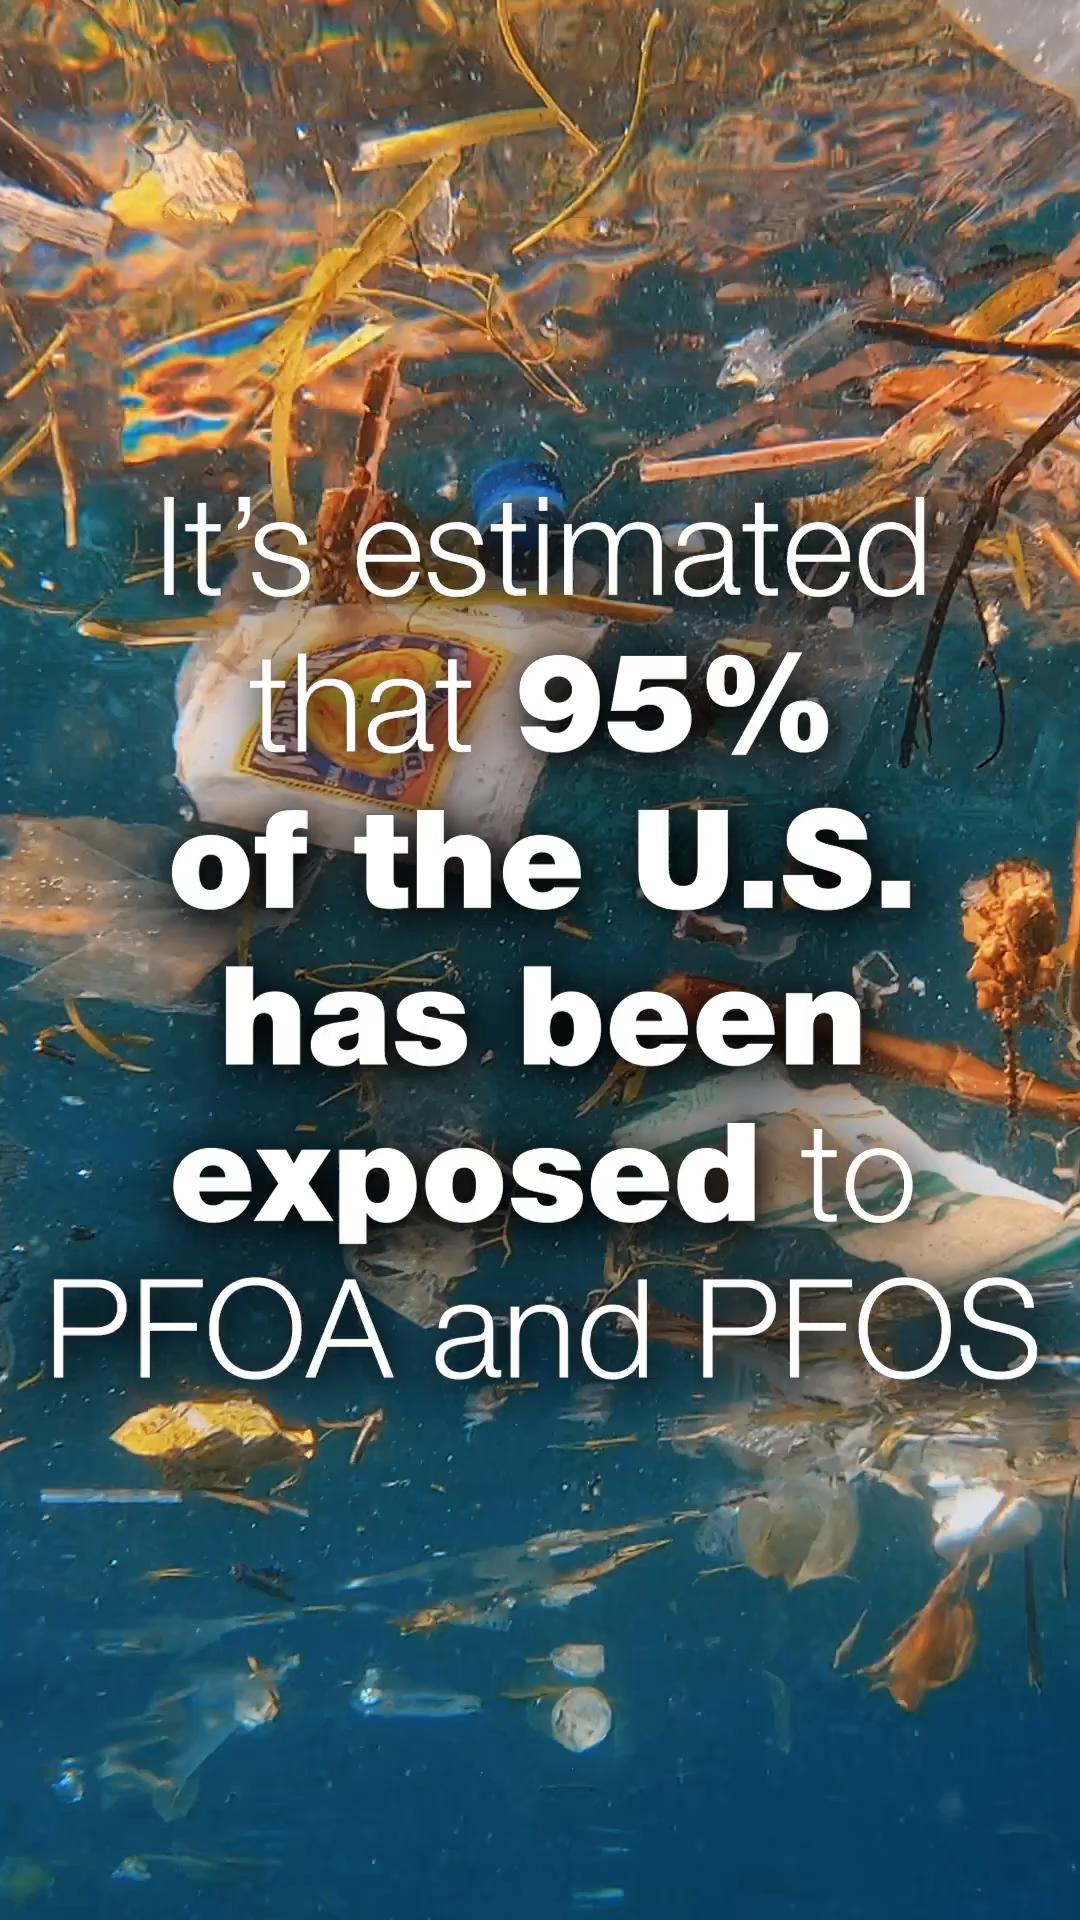 It’s estimated
that 95%
of the U.S.
has been
exposed to
PFOA and PFOS